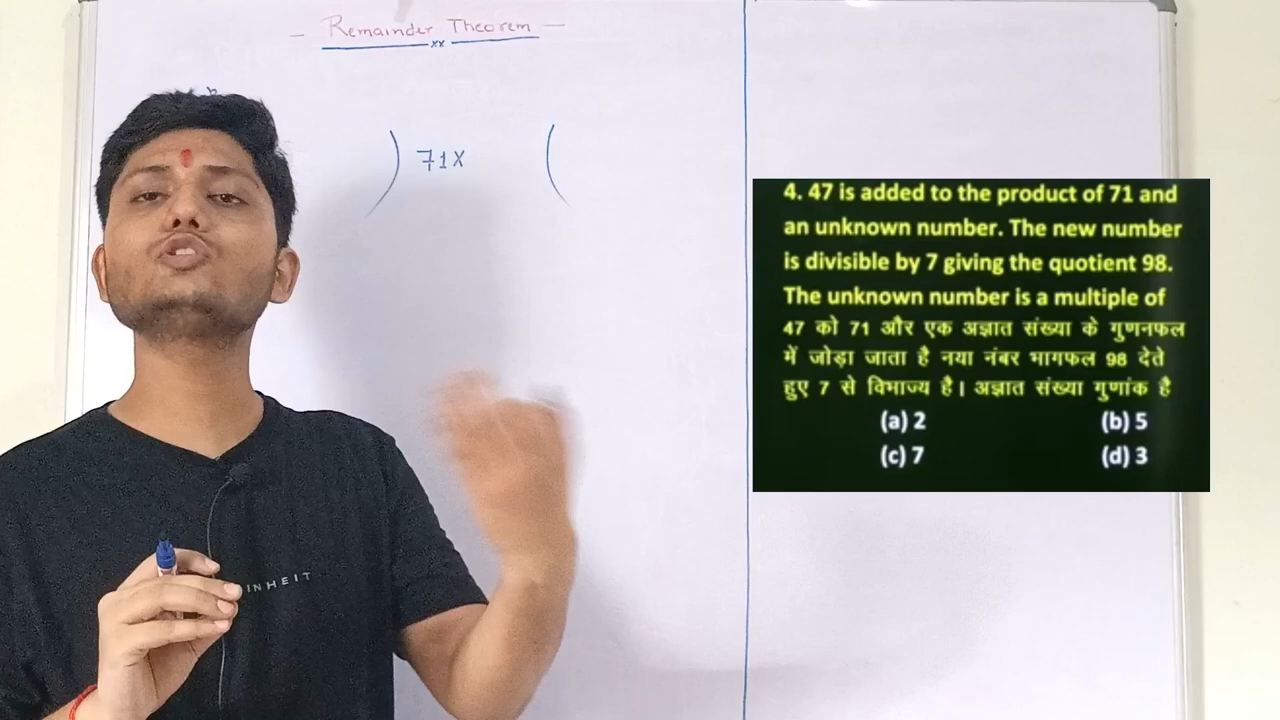 — Remainder Theorem —
xx
) 71x (
4. 47 is added to the product of 71 and
an unknown number. The new number
is divisible by 7 giving the quotient 98.
The unknown number is a multiple of
47 को 71 और एक अज्ञात संख्या के गुणनफल
में जोड़ा जाता है नया नंबर भागफल 98 देते
हुए 7 से विभाज्य है। अज्ञात संख्या गुणांक है
(a) 2 (b) 5
(c) 7 (d) 3
INHEIT